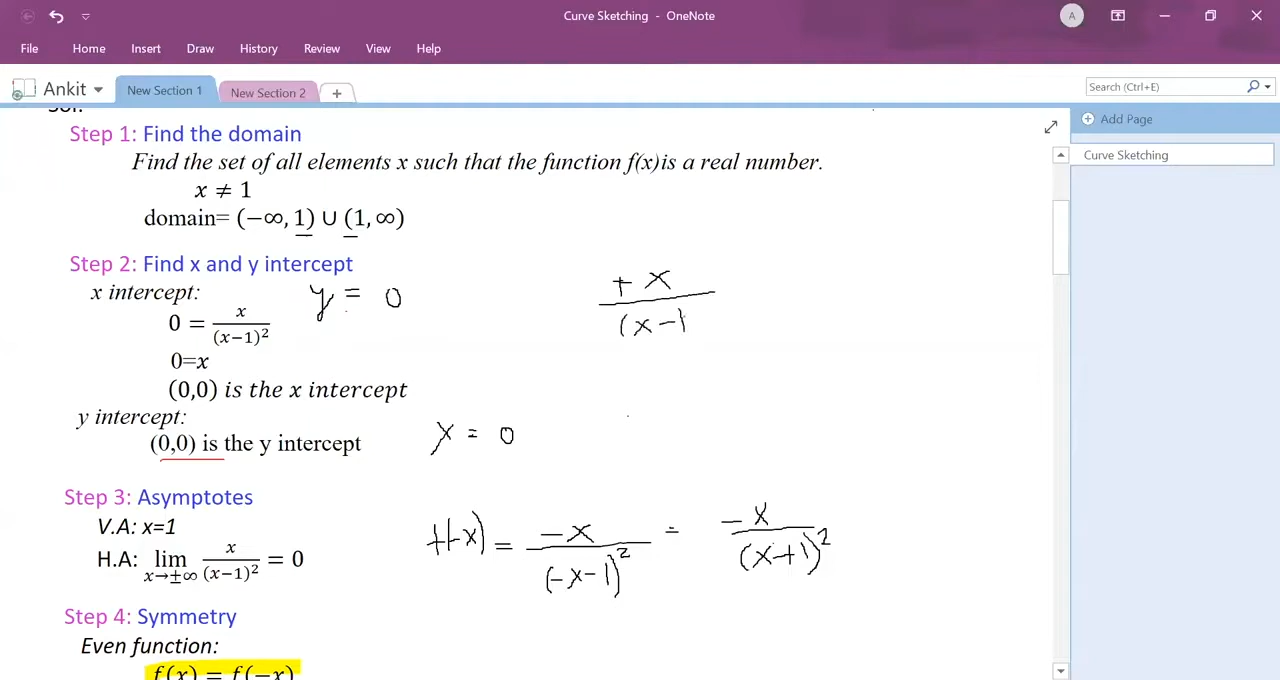 Curve Sketching - OneNote
A
File Home Insert Draw History Review View Help
Ankit New Section 1 New Section 2 +
Search (Ctrl+E)
Add Page
Curve Sketching
Sol:
Step 1: Find the domain
Find the set of all elements x such that the function f(x)is a real number.
x ≠ 1
domain= (−∞, 1) ∪ (1, ∞)
Step 2: Find x and y intercept
x intercept:
y = 0
0 = x/(x−1)²
+ x/(x-1
0=x
(0,0) is the x intercept
y intercept:
(0,0) is the y intercept
x = 0
Step 3: Asymptotes
V.A: x=1
H.A: lim x→±∞ x/(x−1)² = 0
f(-x) = -x/(-x-1)² = -x/(x+1)²
Step 4: Symmetry
Even function:
f(x) = f(−x)